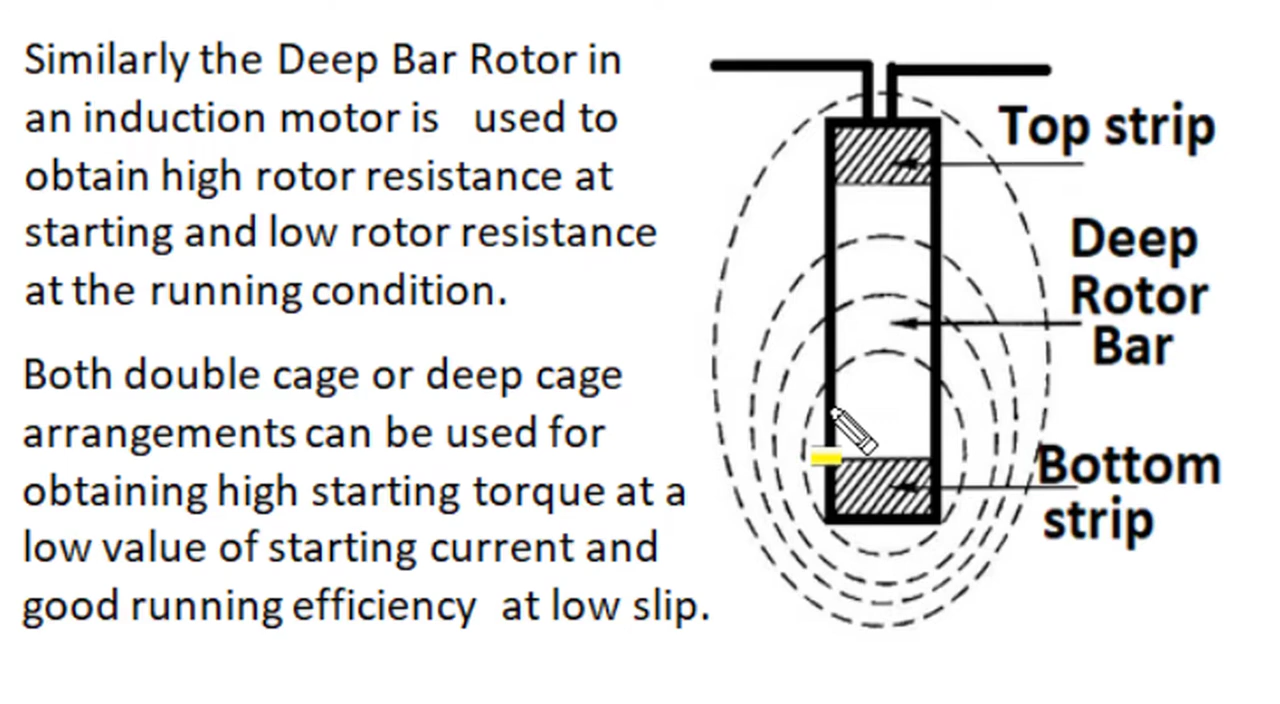 Similarly the Deep Bar Rotor in
an induction motor is used to
obtain high rotor resistance at
starting and low rotor resistance
at the running condition.
Both double cage or deep cage
arrangements can be used for
obtaining high starting torque at a
low value of starting current and
good running efficiency at low slip.
Top strip
Deep
Rotor
Bar
Bottom
strip